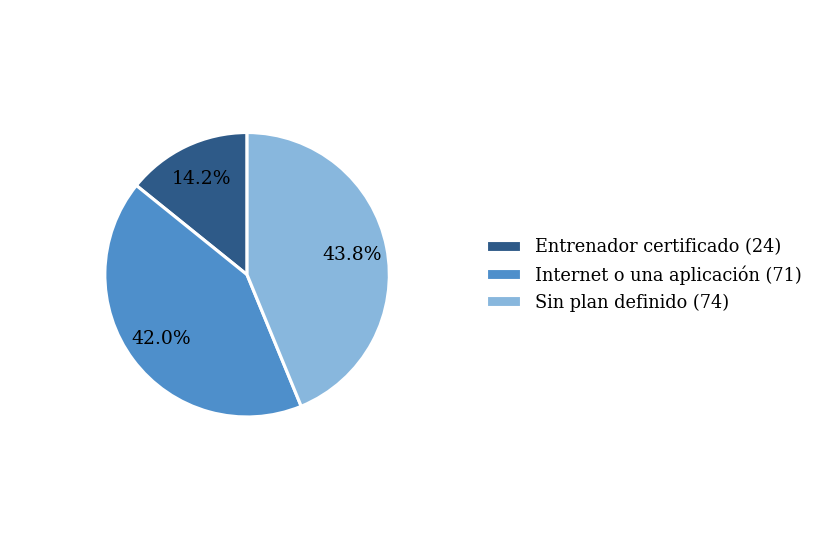 14.2%
43.8%
42.0%
Entrenador certificado (24)
Internet o una aplicación (71)
Sin plan definido (74)